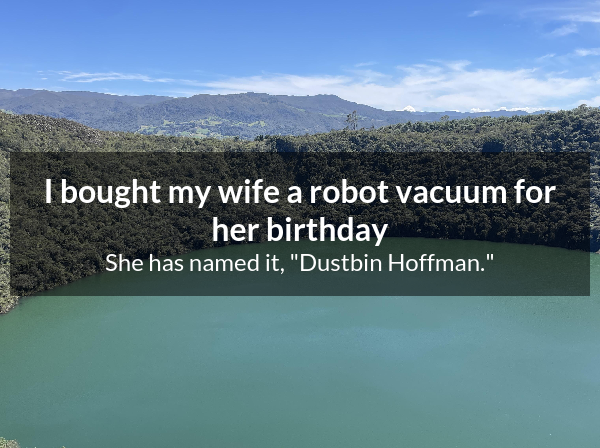 I bought my wife a robot vacuum for
her birthday
She has named it, "Dustbin Hoffman."